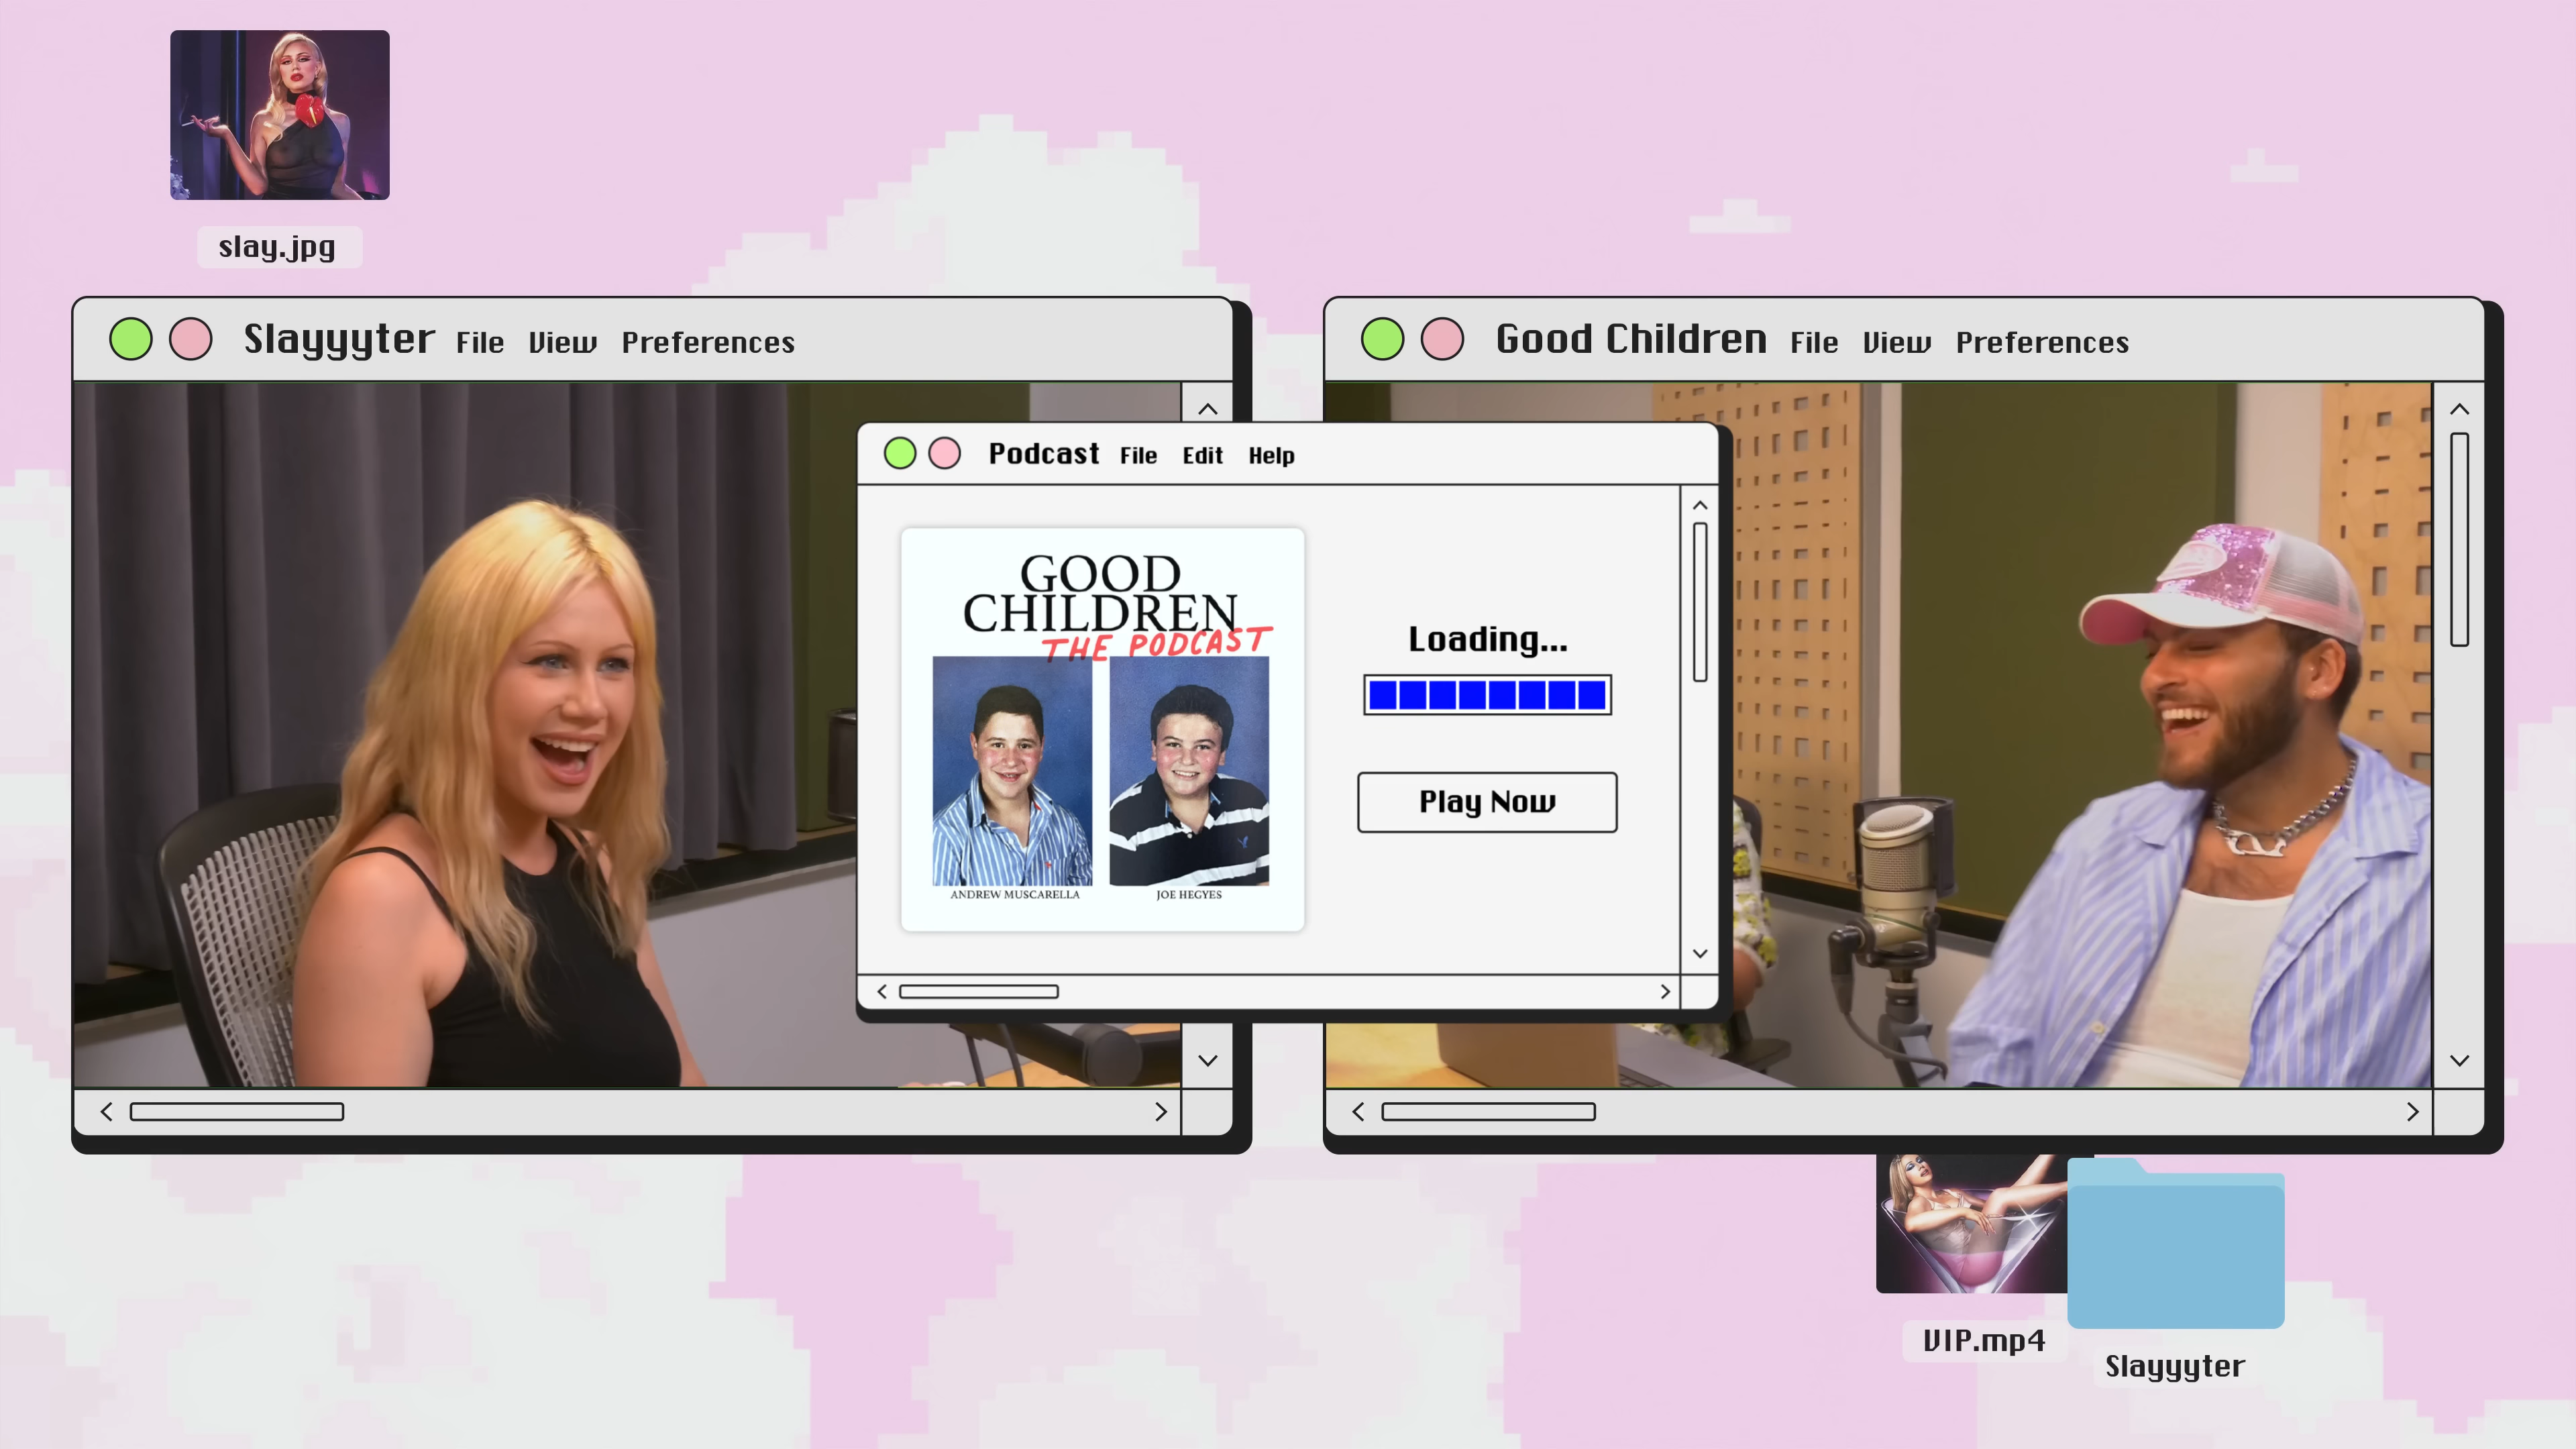 slay.jpg
Slayyyter File View Preferences
Good Children File View Preferences
Podcast File Edit Help
GOOD
CHILDREN
THE PODCAST
ANDREW MUSCARELLA
JOE HEGYES
Loading...
Play Now
VIP.mp4
Slayyyter